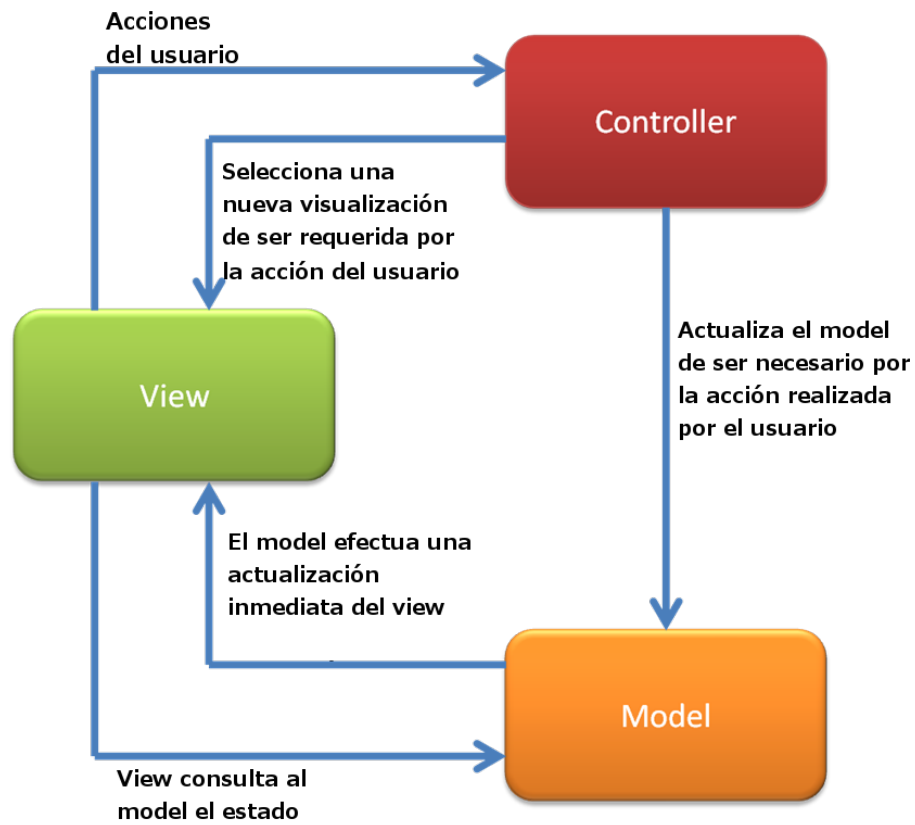 Acciones
del usuario
Controller
Selecciona una
nueva visualización
de ser requerida por
la acción del usuario
Actualiza el model
de ser necesario por
la acción realizada
por el usuario
View
El model efectua una
actualización
inmediata del view
Model
View consulta al
model el estado